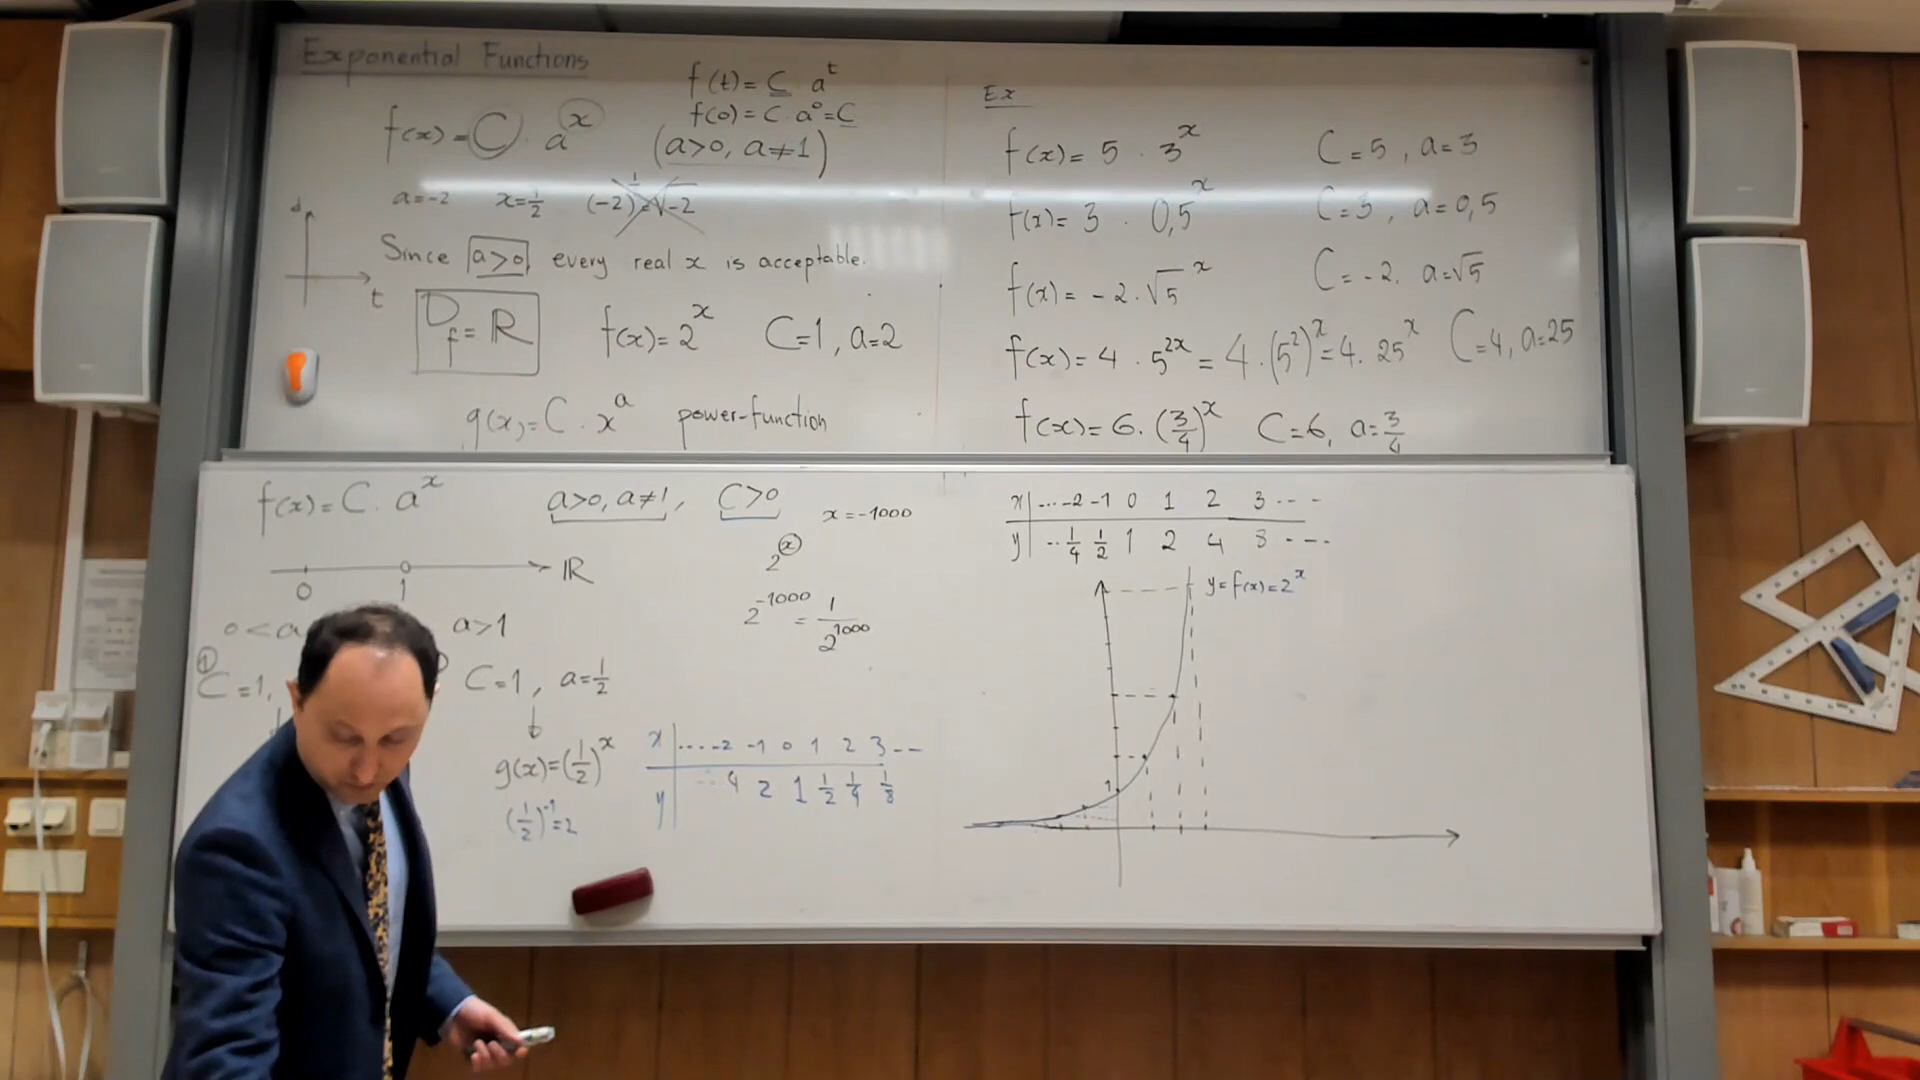 Exponential Functions
f(t) = C a^t
f(0) = C · a^0 = C
f(x) = C · a^x (a>0, a≠1)
a=-2 x=1/2 (-2)^1/2 = √-2
d
t
Since a>0, every real x is acceptable.
D_f = ℝ f(x) = 2^x C=1, a=2
g(x) = C · x^a power-function
Ex
f(x) = 5 · 3^x C=5, a=3
f(x) = 3 · 0,5^x C=3, a=0,5
f(x) = -2 · √5^x C=-2. a=√5
f(x) = 4 · 5^2x = 4 · (5^2)^x = 4 · 25^x C=4, a=25
f(x) = 6 · (3/4)^x C=6, a=3/4
f(x) = C · a^x a>0, a≠1, C>0 x=-1000
0 1 ℝ
2^x
2^-1000 = 1/2^1000
0<a a>1
① C=1, C=1, a=1/2
g(x) = (1/2)^x
(1/2)^-1 = 2
x | .... -2 -1 0 1 2 3 --
y | ... 4 2 1 1/2 1/4 1/8
x | ... -2 -1 0 1 2 3 ---
y | .. 1/4 1/2 1 2 4 8 ----
y = f(x) = 2^x
1